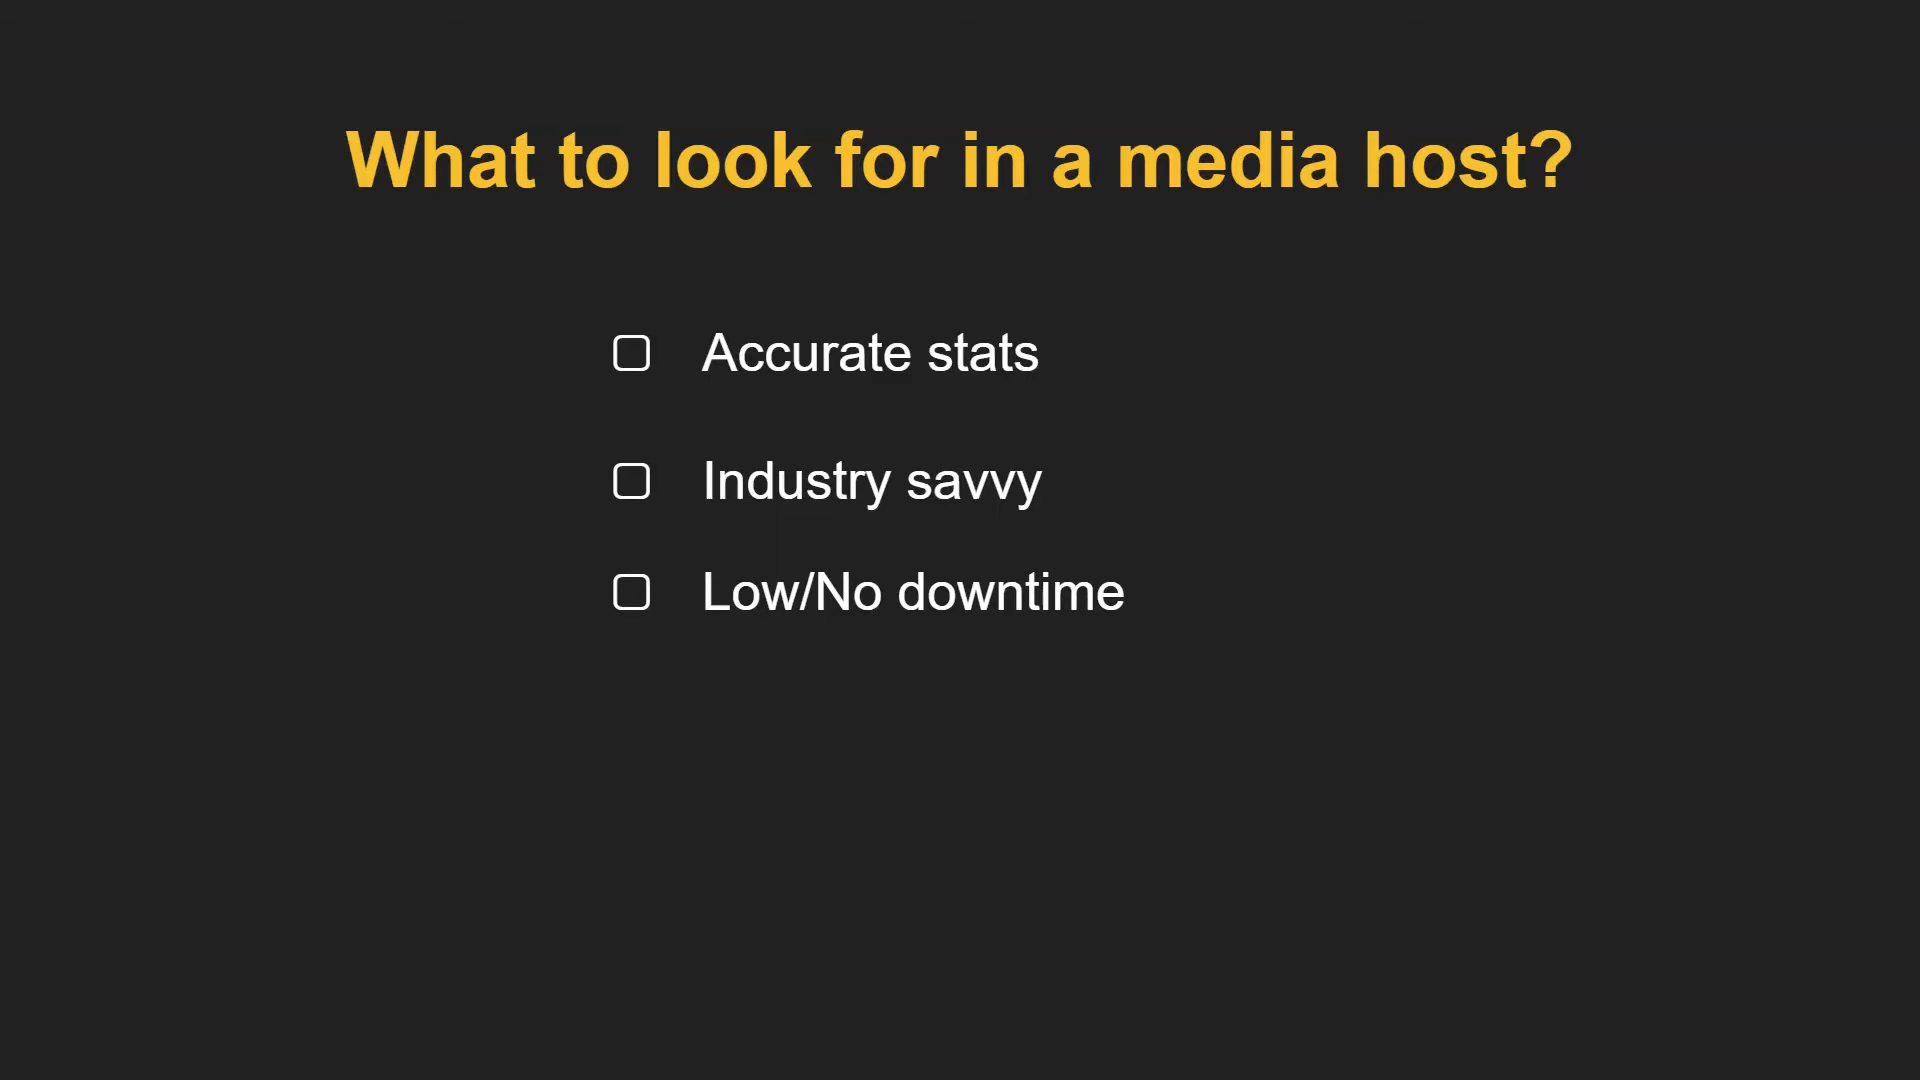 What to look for in a media host?
Accurate stats
Industry savvy
Low/No downtime